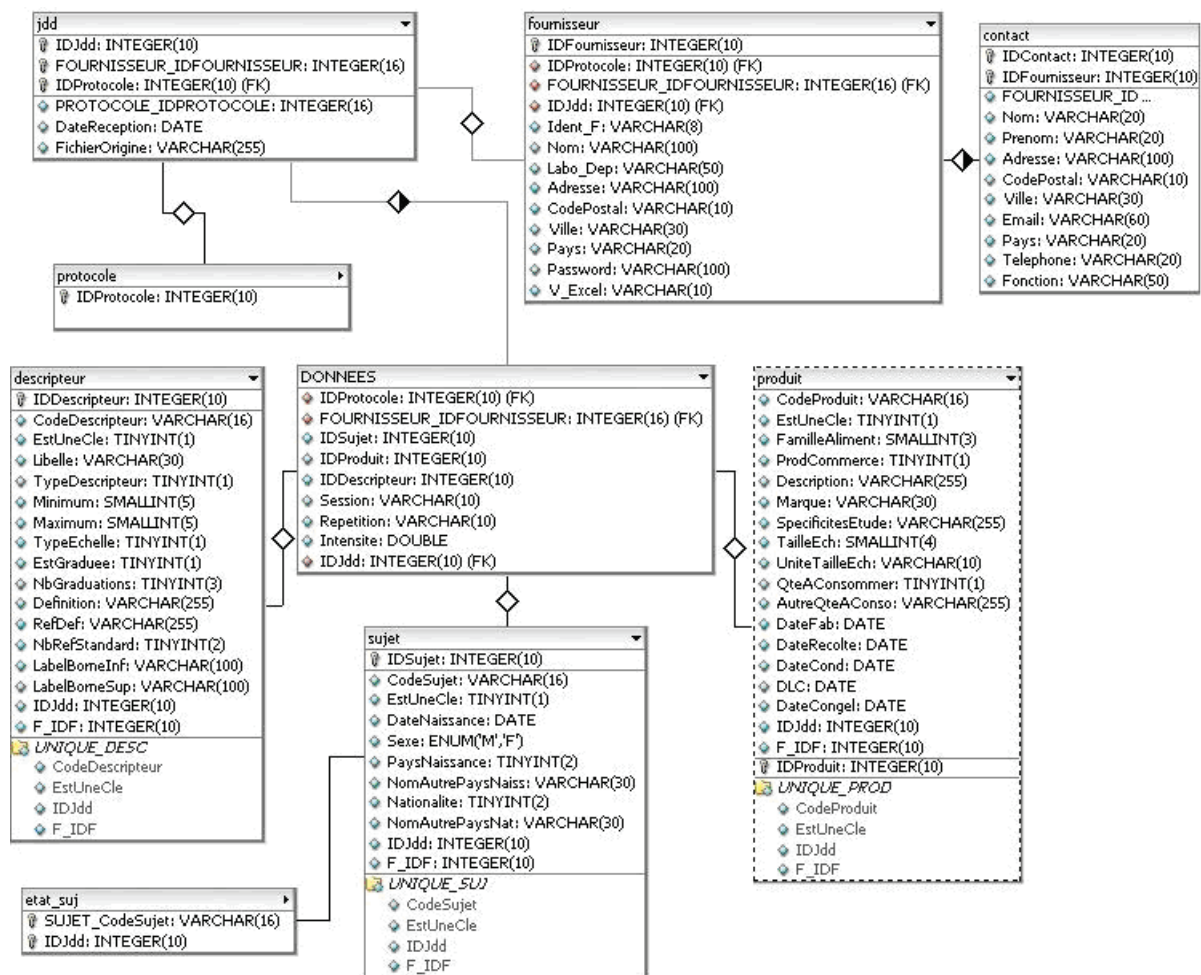 jdd
IDJdd: INTEGER(10)
FOURNISSEUR_IDFOURNISSEUR: INTEGER(16)
IDProtocole: INTEGER(10) (FK)
PROTOCOLE_IDPROTOCOLE: INTEGER(16)
DateReception: DATE
FichierOrigine: VARCHAR(255)
fournisseur
IDFournisseur: INTEGER(10)
IDProtocole: INTEGER(10) (FK)
FOURNISSEUR_IDFOURNISSEUR: INTEGER(16) (FK)
IDJdd: INTEGER(10) (FK)
Ident_F: VARCHAR(8)
Nom: VARCHAR(100)
Labo_Dep: VARCHAR(50)
Adresse: VARCHAR(100)
CodePostal: VARCHAR(10)
Ville: VARCHAR(30)
Pays: VARCHAR(20)
Password: VARCHAR(100)
V_Excel: VARCHAR(10)
contact
IDContact: INTEGER(10)
IDFournisseur: INTEGER(10)
FOURNISSEUR_ID ...
Nom: VARCHAR(20)
Prenom: VARCHAR(20)
Adresse: VARCHAR(100)
CodePostal: VARCHAR(10)
Ville: VARCHAR(30)
Email: VARCHAR(60)
Pays: VARCHAR(20)
Telephone: VARCHAR(20)
Fonction: VARCHAR(50)
protocole
IDProtocole: INTEGER(10)
descripteur
IDDescripteur: INTEGER(10)
CodeDescripteur: VARCHAR(16)
EstUneCle: TINYINT(1)
Libelle: VARCHAR(30)
TypeDescripteur: TINYINT(1)
Minimum: SMALLINT(5)
Maximum: SMALLINT(5)
TypeEchelle: TINYINT(1)
EstGraduee: TINYINT(1)
NbGraduations: TINYINT(3)
Definition: VARCHAR(255)
RefDef: VARCHAR(255)
NbRefStandard: TINYINT(2)
LabelBorneInf: VARCHAR(100)
LabelBorneSup: VARCHAR(100)
IDJdd: INTEGER(10)
F_IDF: INTEGER(10)
UNIQUE_DESC
CodeDescripteur
EstUneCle
IDJdd
F_IDF
DONNEES
IDProtocole: INTEGER(10) (FK)
FOURNISSEUR_IDFOURNISSEUR: INTEGER(16) (FK)
IDSujet: INTEGER(10)
IDProduit: INTEGER(10)
IDDescripteur: INTEGER(10)
Session: VARCHAR(10)
Repetition: VARCHAR(10)
Intensite: DOUBLE
IDJdd: INTEGER(10) (FK)
produit
CodeProduit: VARCHAR(16)
EstUneCle: TINYINT(1)
FamilleAliment: SMALLINT(3)
ProdCommerce: TINYINT(1)
Description: VARCHAR(255)
Marque: VARCHAR(30)
SpecificitesEtude: VARCHAR(255)
TailleEch: SMALLINT(4)
UniteTailleEch: VARCHAR(10)
QteAConsommer: TINYINT(1)
AutreQteAConso: VARCHAR(255)
DateFab: DATE
DateRecolte: DATE
DateCond: DATE
DLC: DATE
DateCongel: DATE
IDJdd: INTEGER(10)
F_IDF: INTEGER(10)
IDProduit: INTEGER(10)
UNIQUE_PROD
CodeProduit
EstUneCle
IDJdd
F_IDF
sujet
IDSujet: INTEGER(10)
CodeSujet: VARCHAR(16)
EstUneCle: TINYINT(1)
DateNaissance: DATE
Sexe: ENUM('M','F')
PaysNaissance: TINYINT(2)
NomAutrePaysNaiss: VARCHAR(30)
Nationalite: TINYINT(2)
NomAutrePaysNat: VARCHAR(30)
IDJdd: INTEGER(10)
F_IDF: INTEGER(10)
UNIQUE_SUJ
CodeSujet
EstUneCle
IDJdd
F_IDF
etat_suj
SUJET_CodeSujet: VARCHAR(16)
IDJdd: INTEGER(10)